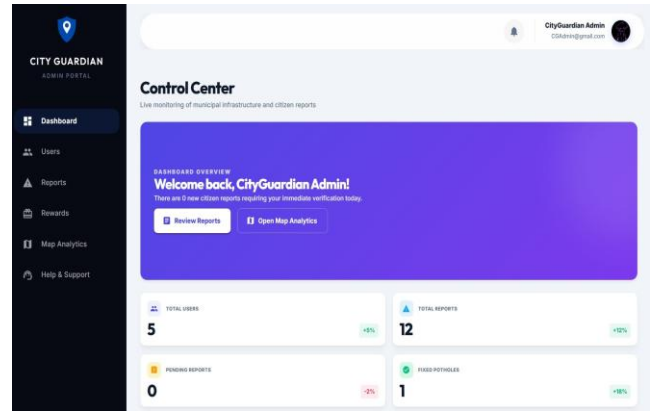 CITY GUARDIAN
ADMIN PORTAL
Dashboard
Users
Reports
Rewards
Map Analytics
Help & Support
CityGuardian Admin
CGAdmin@gmail.com
Control Center
Live monitoring of municipal infrastructure and citizen reports
DASHBOARD OVERVIEW
Welcome back, CityGuardian Admin!
There are 0 new citizen reports requiring your immediate verification today.
Review Reports
Open Map Analytics
TOTAL USERS
5
+5%
TOTAL REPORTS
12
+12%
PENDING REPORTS
0
-2%
FIXED POTHOLES
1
+18%